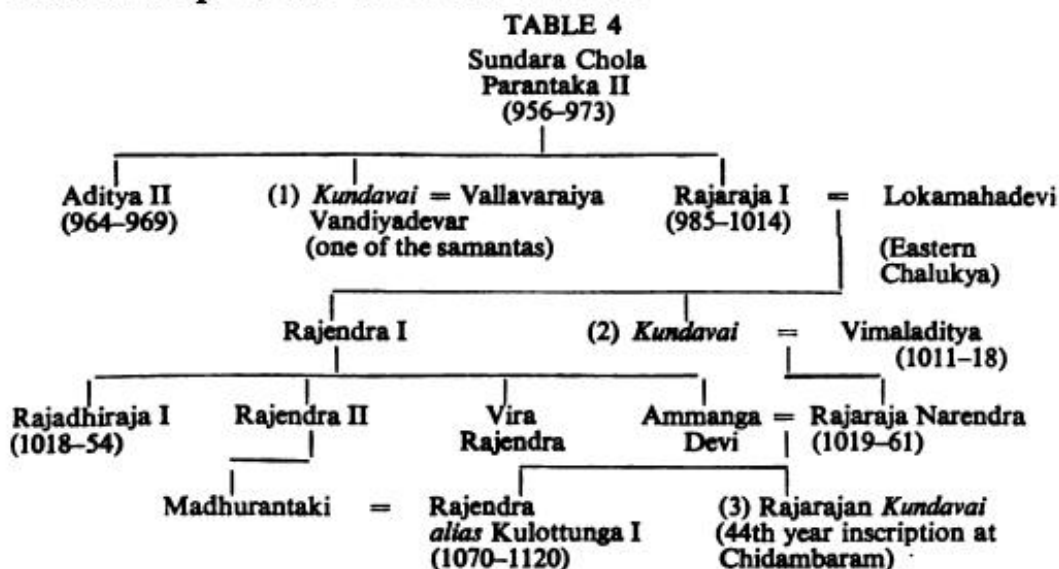 TABLE 4
Sundara Chola
Parantaka II
(956–973)
Aditya II
(964–969)
(1) Kundavai = Vallavaraiya
Vandiyadevar
(one of the samantas)
Rajaraja I = Lokamahadevi
(985–1014)
(Eastern
Chalukya)
Rajendra I
(2) Kundavai = Vimaladitya
(1011–18)
Rajadhiraja I
(1018–54)
Rajendra II
Vira
Rajendra
Ammanga = Rajaraja Narendra
Devi
(1019–61)
Madhurantaki = Rajendra
alias Kulottunga I
(1070–1120)
(3) Rajarajan Kundavai
(44th year inscription at
Chidambaram)